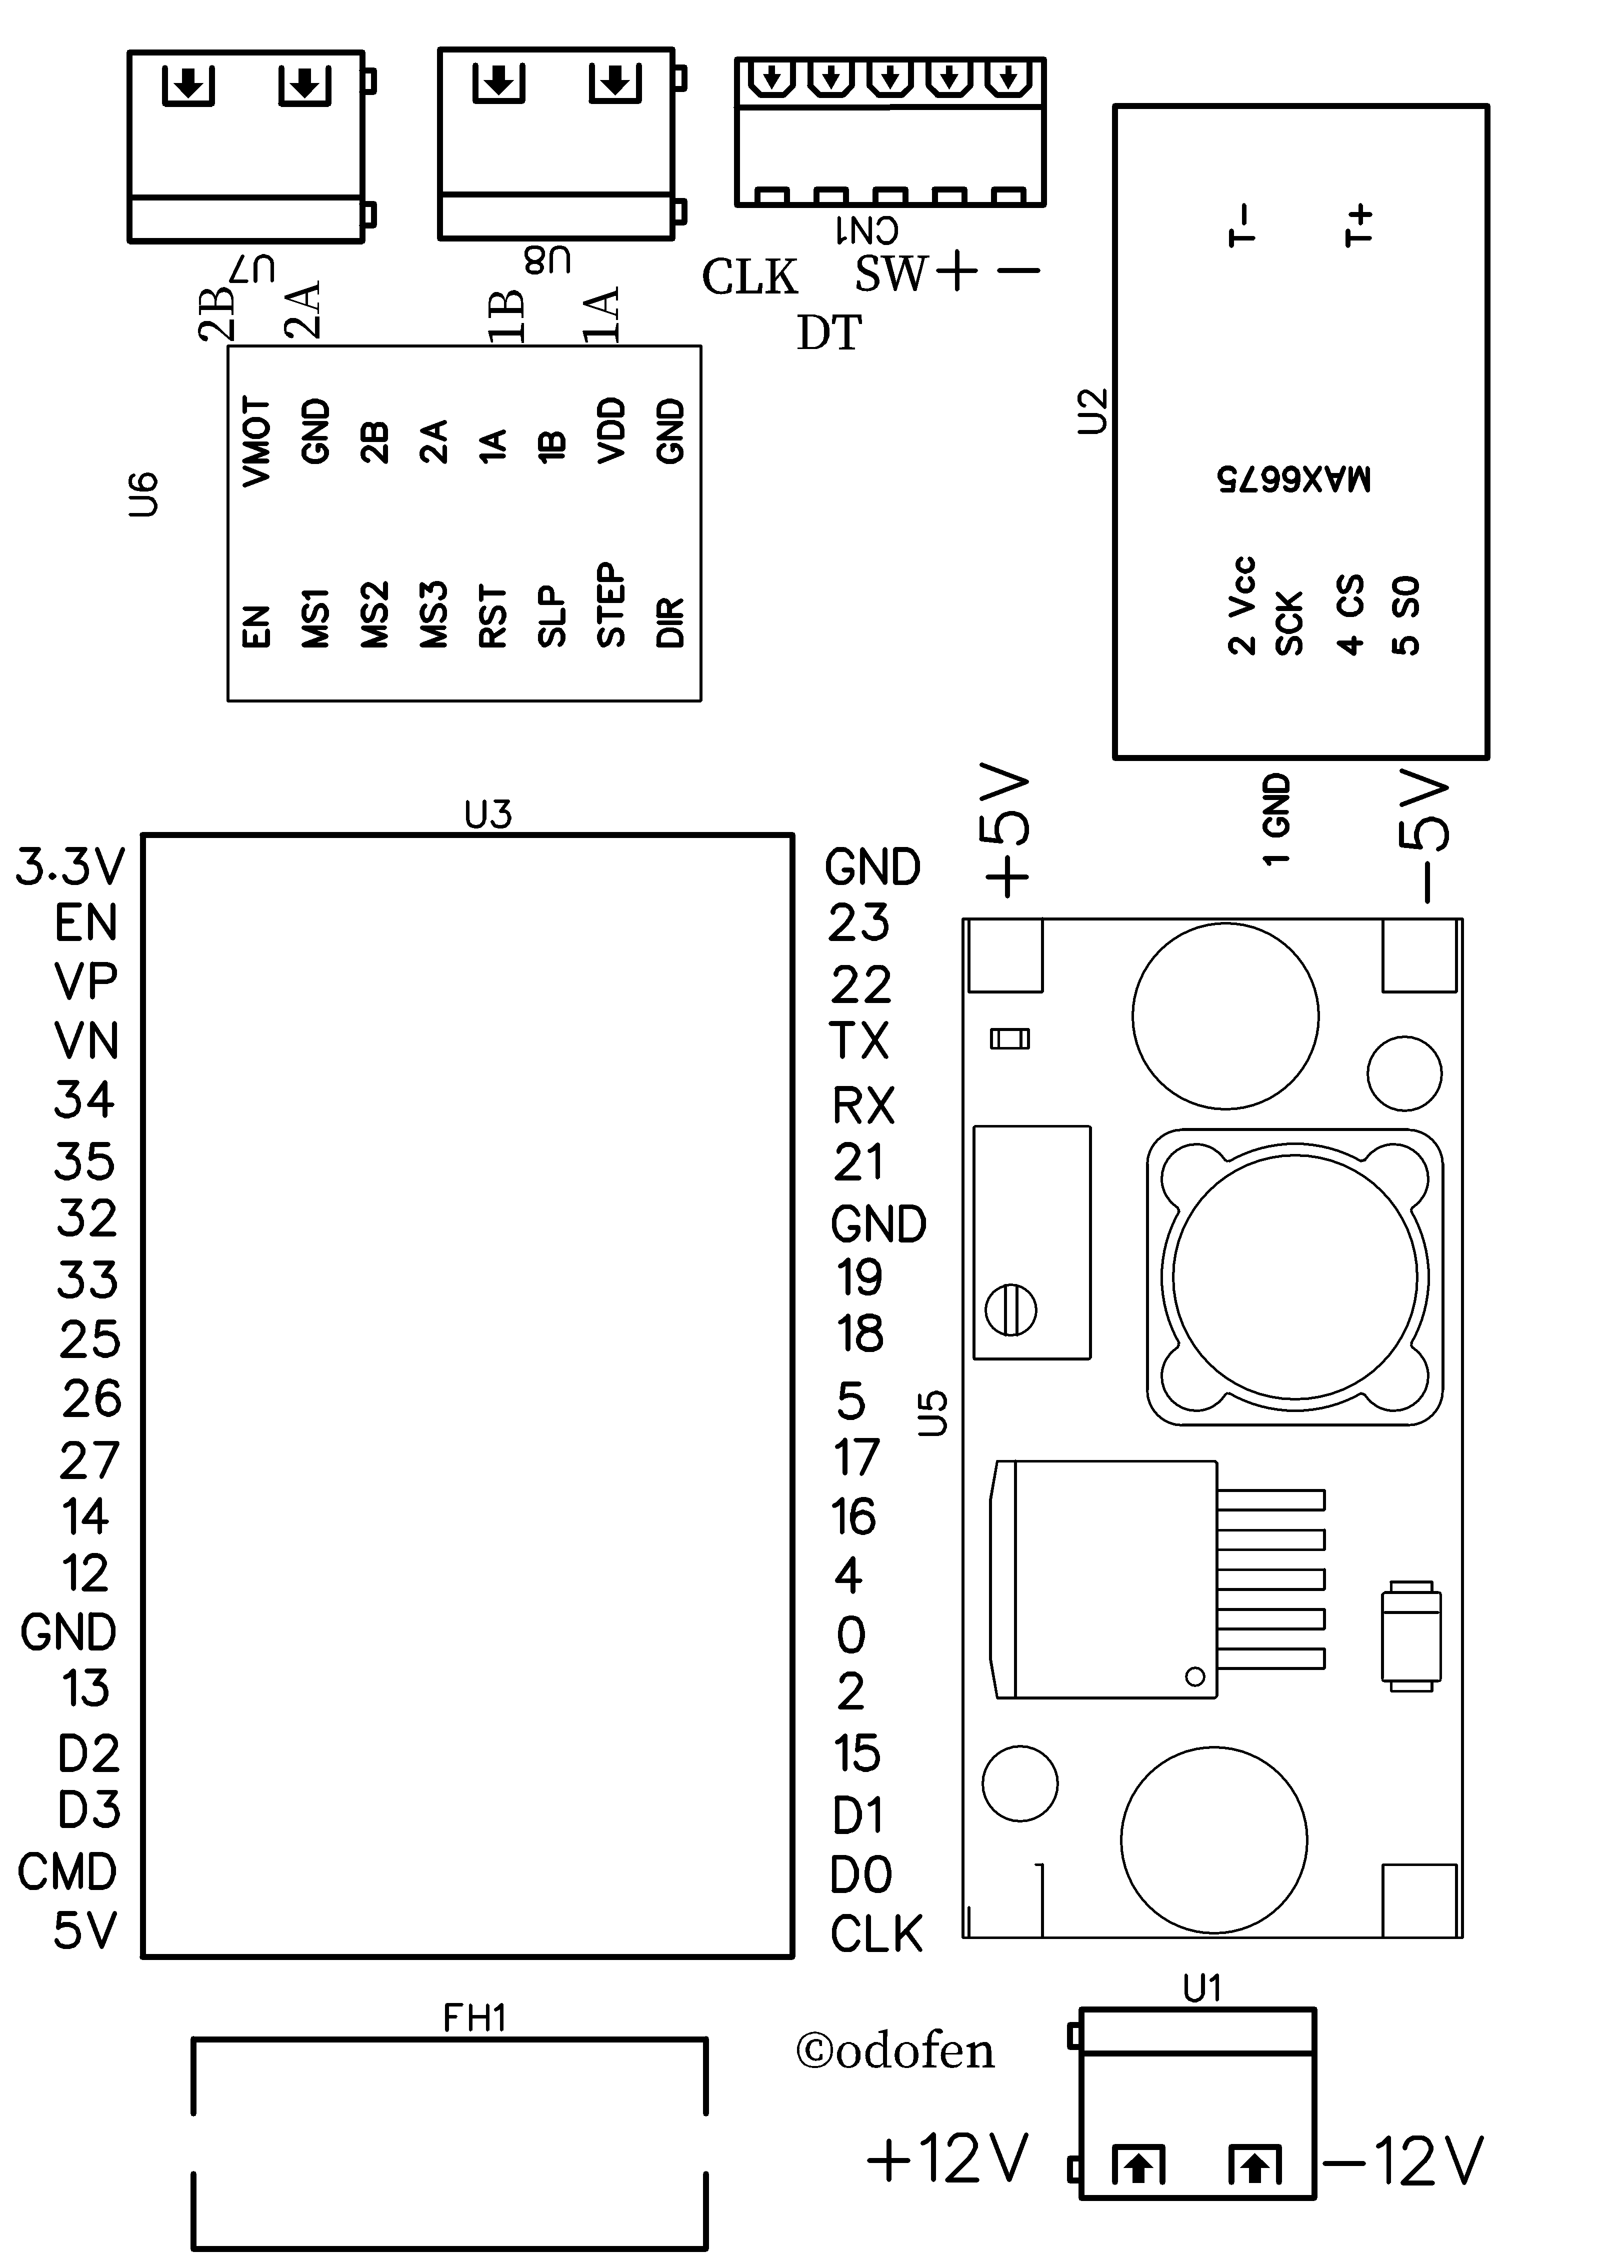 U7
U8
CN1
2B
2A
1B
1A
CLK
SW
+
−
DT
T−
T+
U2
MAX6675
2 Vcc
SCK
4 CS
5 SO
1 GND
U6
VMOT
GND
2B
2A
1A
1B
VDD
GND
EN
MS1
MS2
MS3
RST
SLP
STEP
DIR
U3
3.3V
EN
VP
VN
34
35
32
33
25
26
27
14
12
GND
13
D2
D3
CMD
5V
GND
23
22
TX
RX
21
GND
19
18
5
17
16
4
0
2
15
D1
D0
CLK
+5V
−5V
U5
FH1
©odofen
U1
+12V
−12V